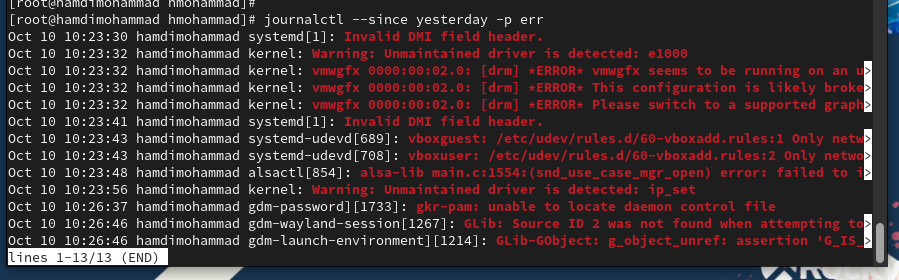 [root@hamdimohammad hmohammad]#
[root@hamdimohammad hmohammad]# journalctl --since yesterday -p err
Oct 10 10:23:30 hamdimohammad systemd[1]: Invalid DMI field header.
Oct 10 10:23:32 hamdimohammad kernel: Warning: Unmaintained driver is detected: e1000
Oct 10 10:23:32 hamdimohammad kernel: vmwgfx 0000:00:02.0: [drm] *ERROR* vmwgfx seems to be running on an u>
Oct 10 10:23:32 hamdimohammad kernel: vmwgfx 0000:00:02.0: [drm] *ERROR* This configuration is likely broke>
Oct 10 10:23:32 hamdimohammad kernel: vmwgfx 0000:00:02.0: [drm] *ERROR* Please switch to a supported graph>
Oct 10 10:23:41 hamdimohammad systemd[1]: Invalid DMI field header.
Oct 10 10:23:43 hamdimohammad systemd-udevd[689]: vboxguest: /etc/udev/rules.d/60-vboxadd.rules:1 Only netw>
Oct 10 10:23:43 hamdimohammad systemd-udevd[708]: vboxuser: /etc/udev/rules.d/60-vboxadd.rules:2 Only netwo>
Oct 10 10:23:48 hamdimohammad alsactl[854]: alsa-lib main.c:1554:(snd_use_case_mgr_open) error: failed to i>
Oct 10 10:23:56 hamdimohammad kernel: Warning: Unmaintained driver is detected: ip_set
Oct 10 10:26:37 hamdimohammad gdm-password][1733]: gkr-pam: unable to locate daemon control file
Oct 10 10:26:46 hamdimohammad gdm-wayland-session[1267]: GLib: Source ID 2 was not found when attempting to>
Oct 10 10:26:46 hamdimohammad gdm-launch-environment][1214]: GLib-GObject: g_object_unref: assertion 'G_IS_>
lines 1-13/13 (END)